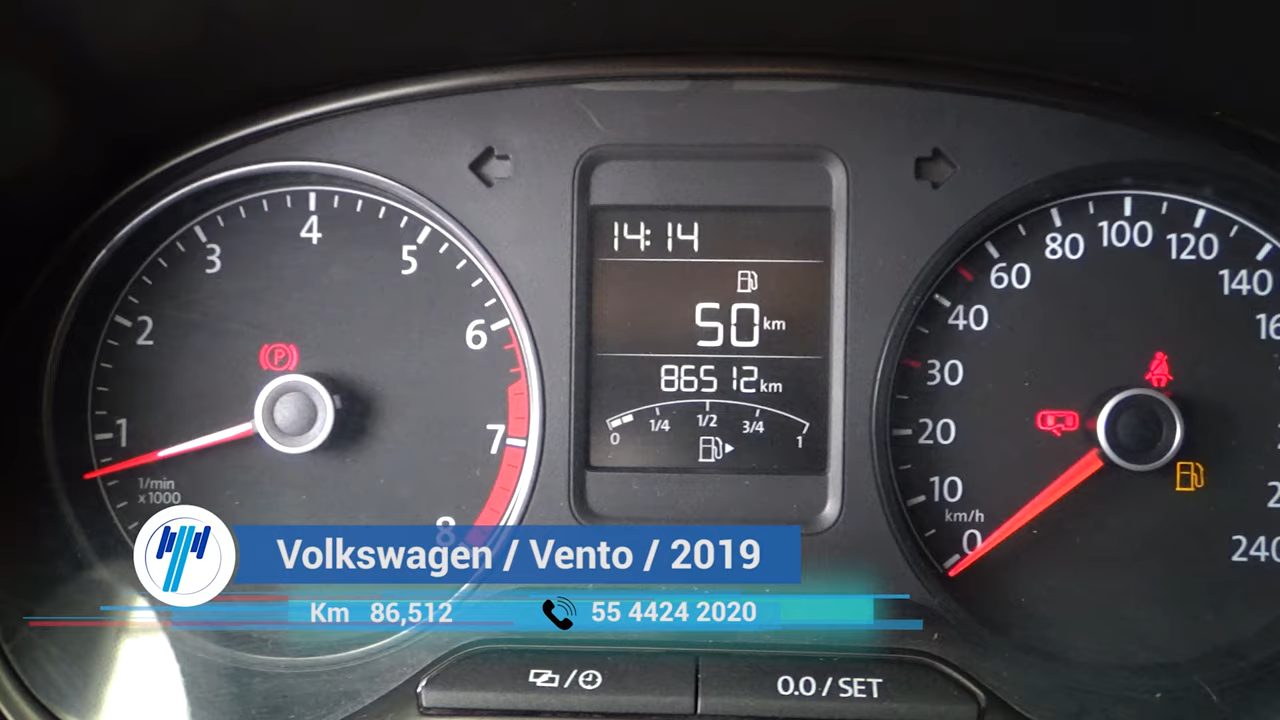 4
3
5
2
6
1
7
8
1/min
x1000
P
14:14
50 km
86512 km
0 1/4 1/2 3/4 1
100
80
120
60
140
40
30
20
10
km/h
0
240
Volkswagen / Vento / 2019
Km 86,512
55 4424 2020
0.0 / SET